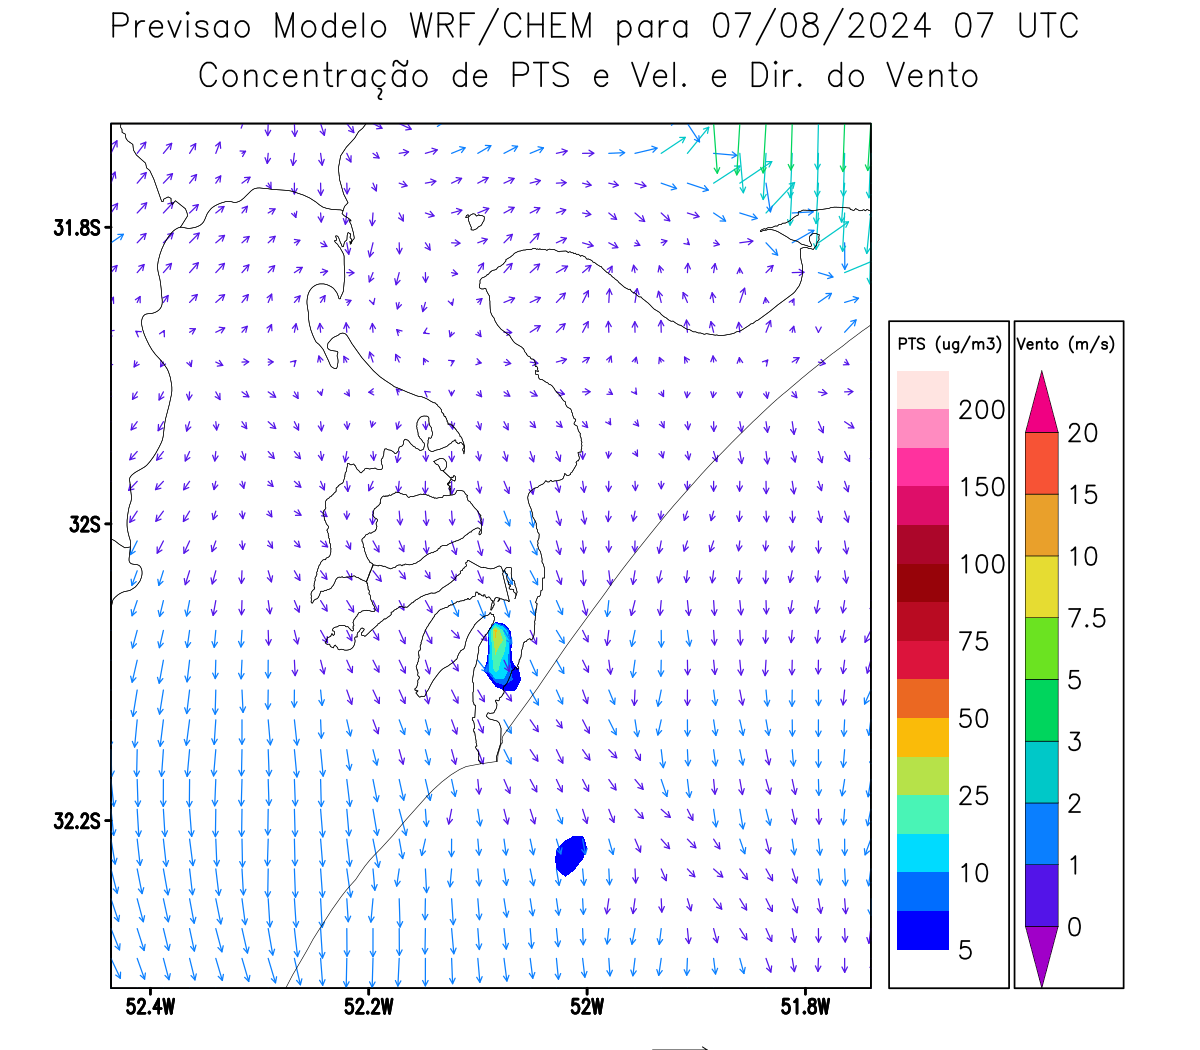 Previsao Modelo WRF/CHEM para 07/08/2024 07 UTC
Concentração de PTS e Vel. e Dir. do Vento
31.8S
32S
32.2S
52.4W
52.2W
52W
51.8W
PTS (ug/m3)
200
150
100
75
50
25
10
5
Vento (m/s)
20
15
10
7.5
5
3
2
1
0